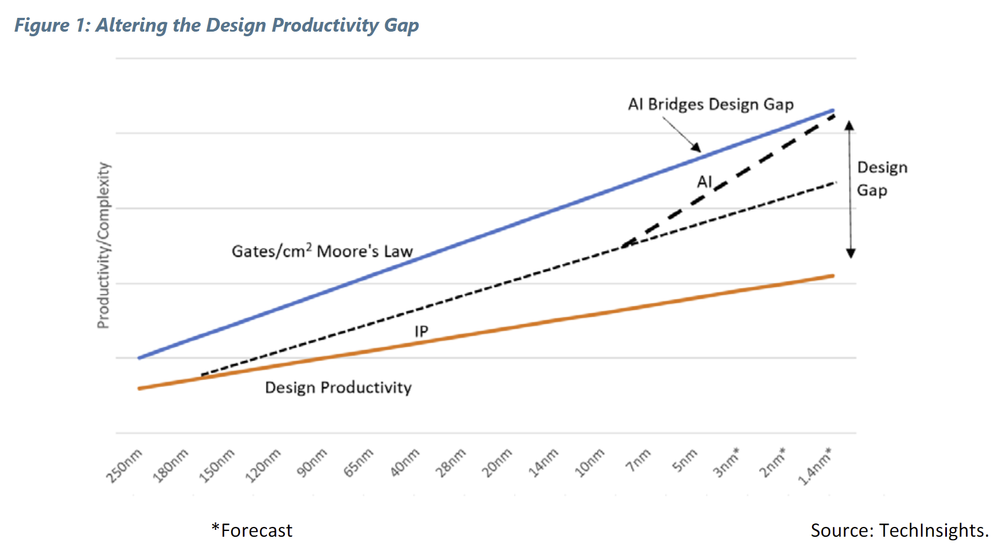 Figure 1: Altering the Design Productivity Gap
AI Bridges Design Gap
Design
Gap
AI
Productivity/Complexity
Gates/cm² Moore's Law
IP
Design Productivity
250nm
180nm
150nm
120nm
90nm
65nm
40nm
28nm
20nm
14nm
10nm
7nm
5nm
3nm*
2nm*
1.4nm*
*Forecast
Source: TechInsights.